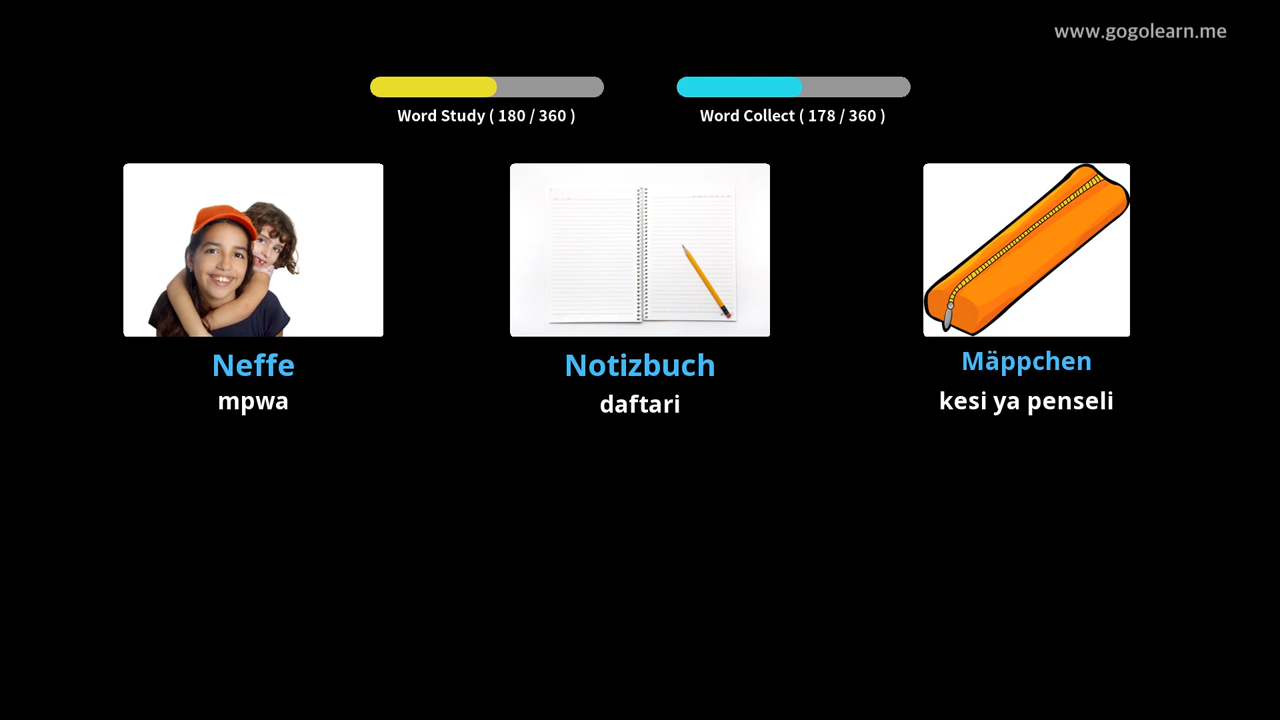 www.gogolearn.me
Word Study ( 180 / 360 )
Word Collect ( 178 / 360 )
Neffe
mpwa
Notizbuch
daftari
Mäppchen
kesi ya penseli